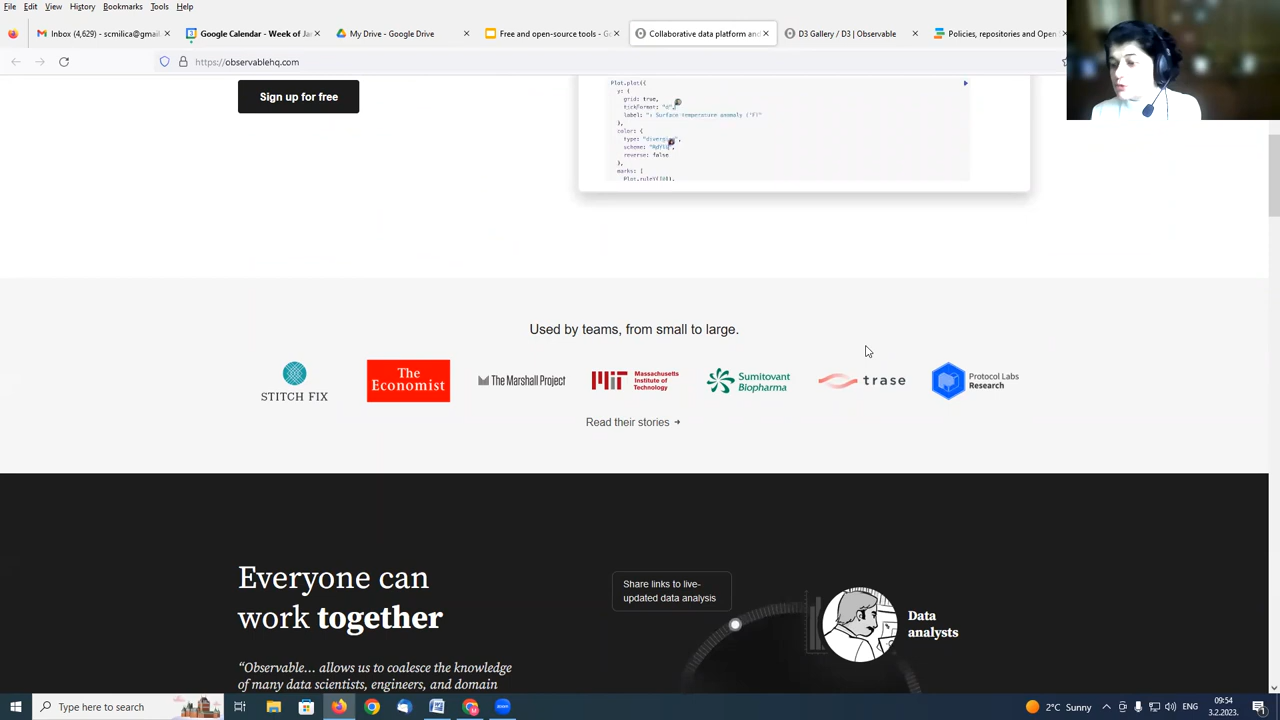 File Edit View History Bookmarks Tools Help
Inbox (4,629) - scmilica@gmail
Google Calendar - Week of Ja
My Drive - Google Drive
Free and open-source tools - Go
Collaborative data platform and
D3 Gallery / D3 | Observable
Policies, repositories and Open
https://observablehq.com
Sign up for free
Plot.plot({
y: {
grid: true,
tickFormat: "
label: "↑ Surface temperature anomaly (°F)"
},
color: {
type: "diverging",
scheme:
reverse: false
},
marks: [
Used by teams, from small to large.
STITCH FIX
The
Economist
The Marshall Project
Massachusetts
Institute of
Technology
Sumitovant
Biopharma
trase
Protocol Labs
Research
Read their stories →
Everyone can
work together
"Observable... allows us to coalesce the knowledge
of many data scientists, engineers, and domain
Share links to live-
updated data analysis
Data
analysts
Type here to search
2°C Sunny
09:54
3.2.2023.